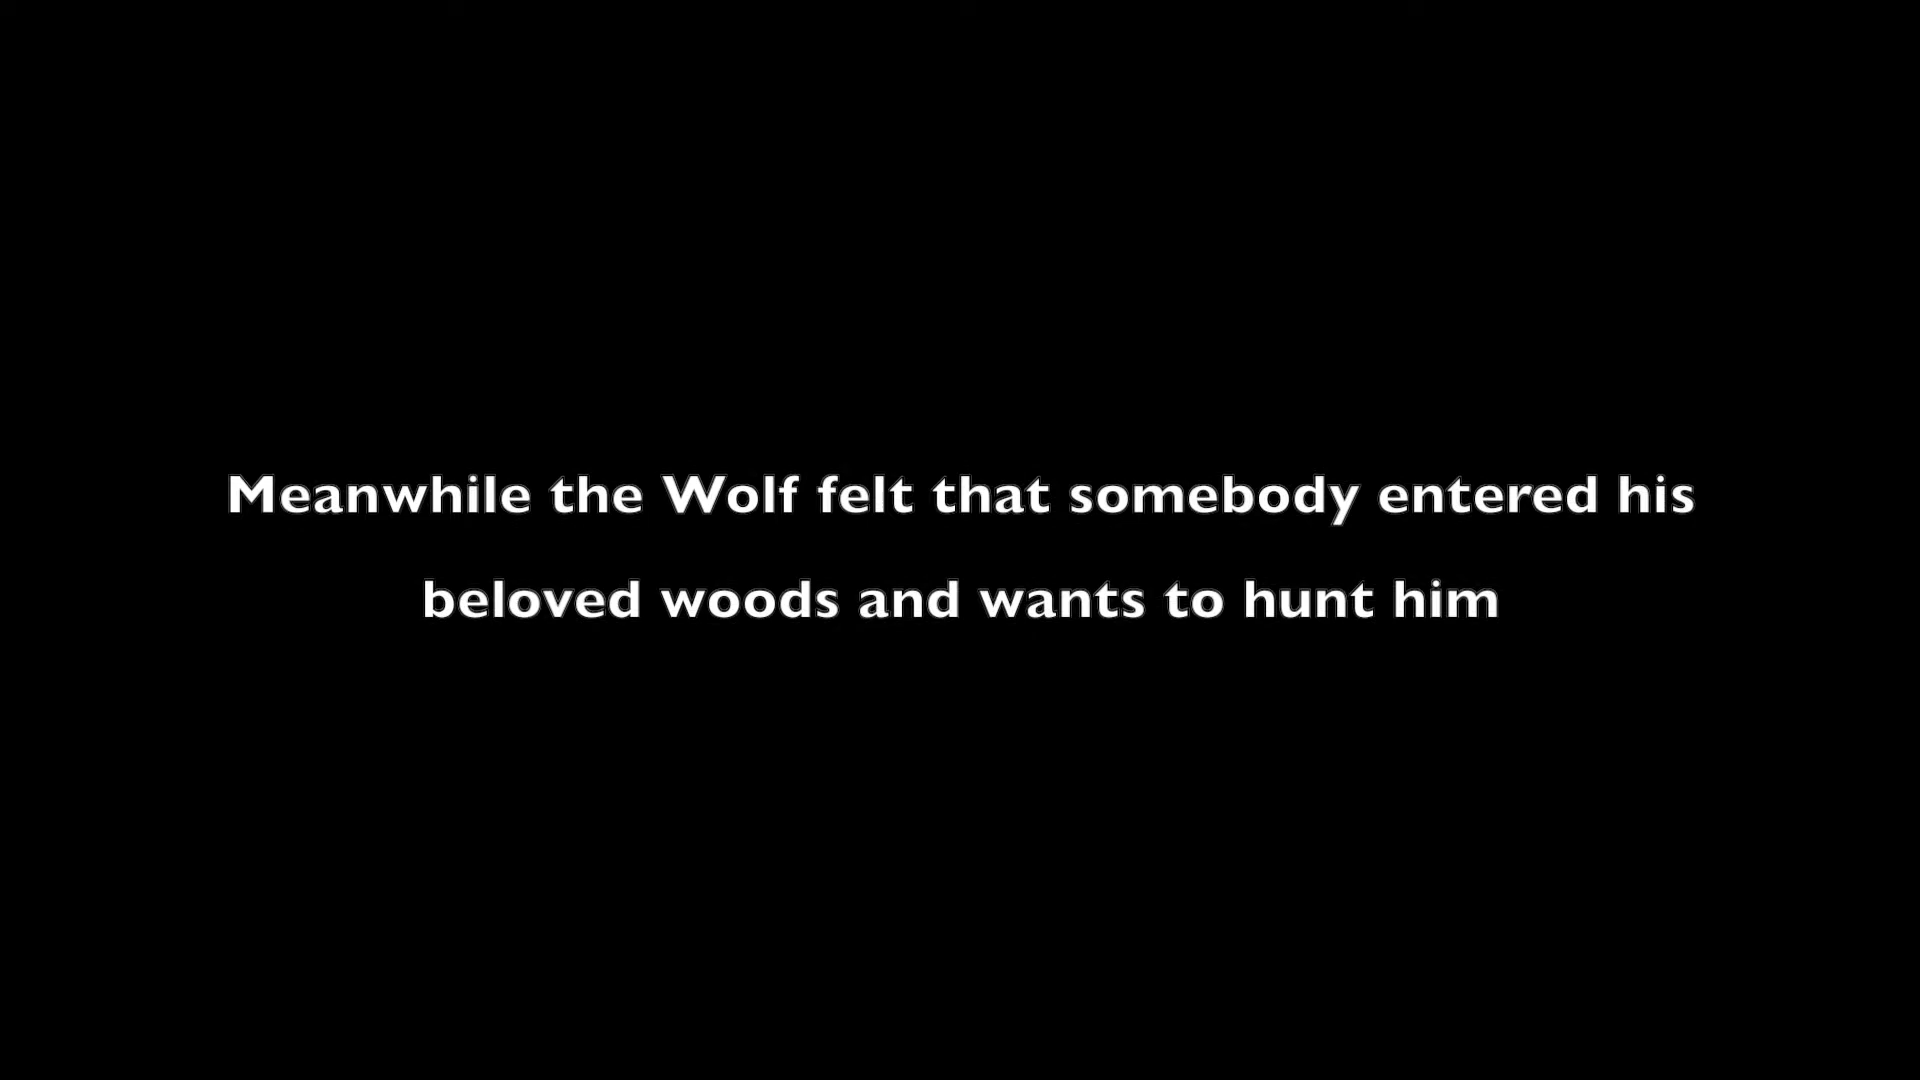 Meanwhile the Wolf felt that somebody entered his
beloved woods and wants to hunt him